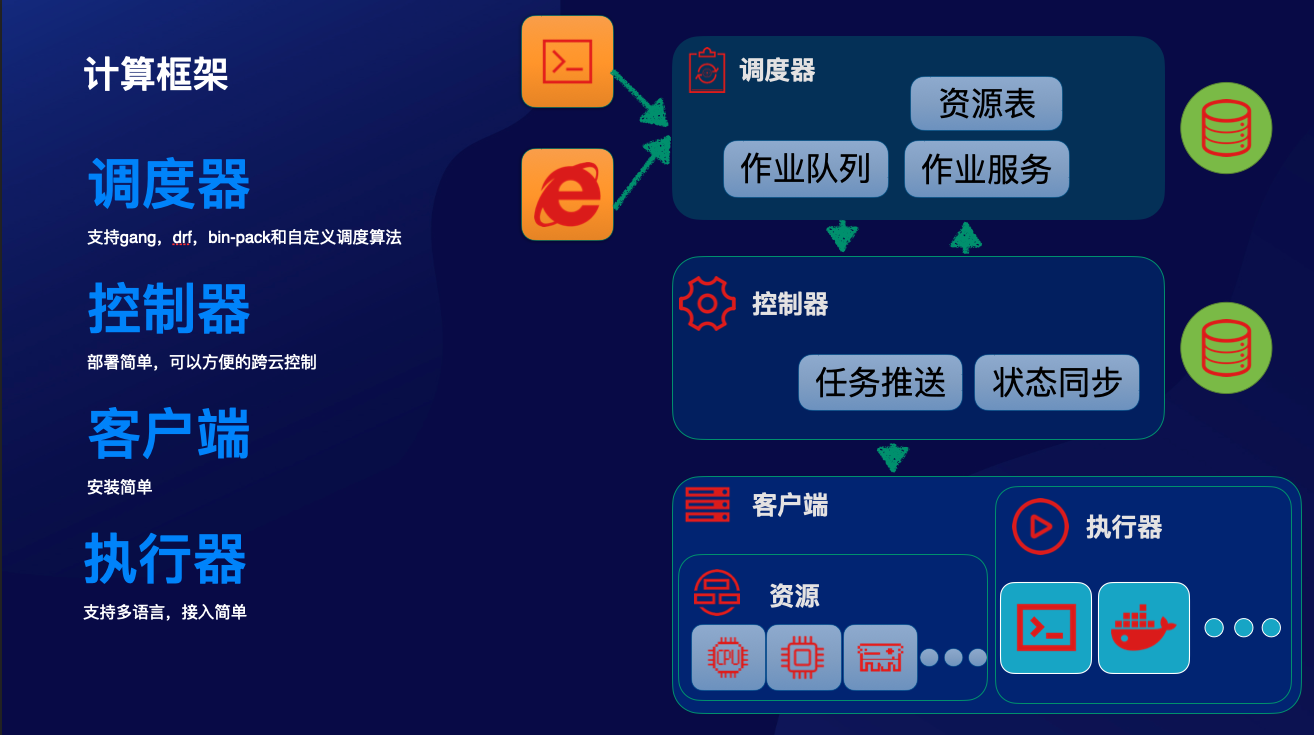 计算框架
调度器
支持gang，drf，bin-pack和自定义调度算法
控制器
部署简单，可以方便的跨云控制
客户端
安装简单
执行器
支持多语言，接入简单
调度器
资源表
作业队列
作业服务
控制器
任务推送
状态同步
客户端
资源
CPU
执行器